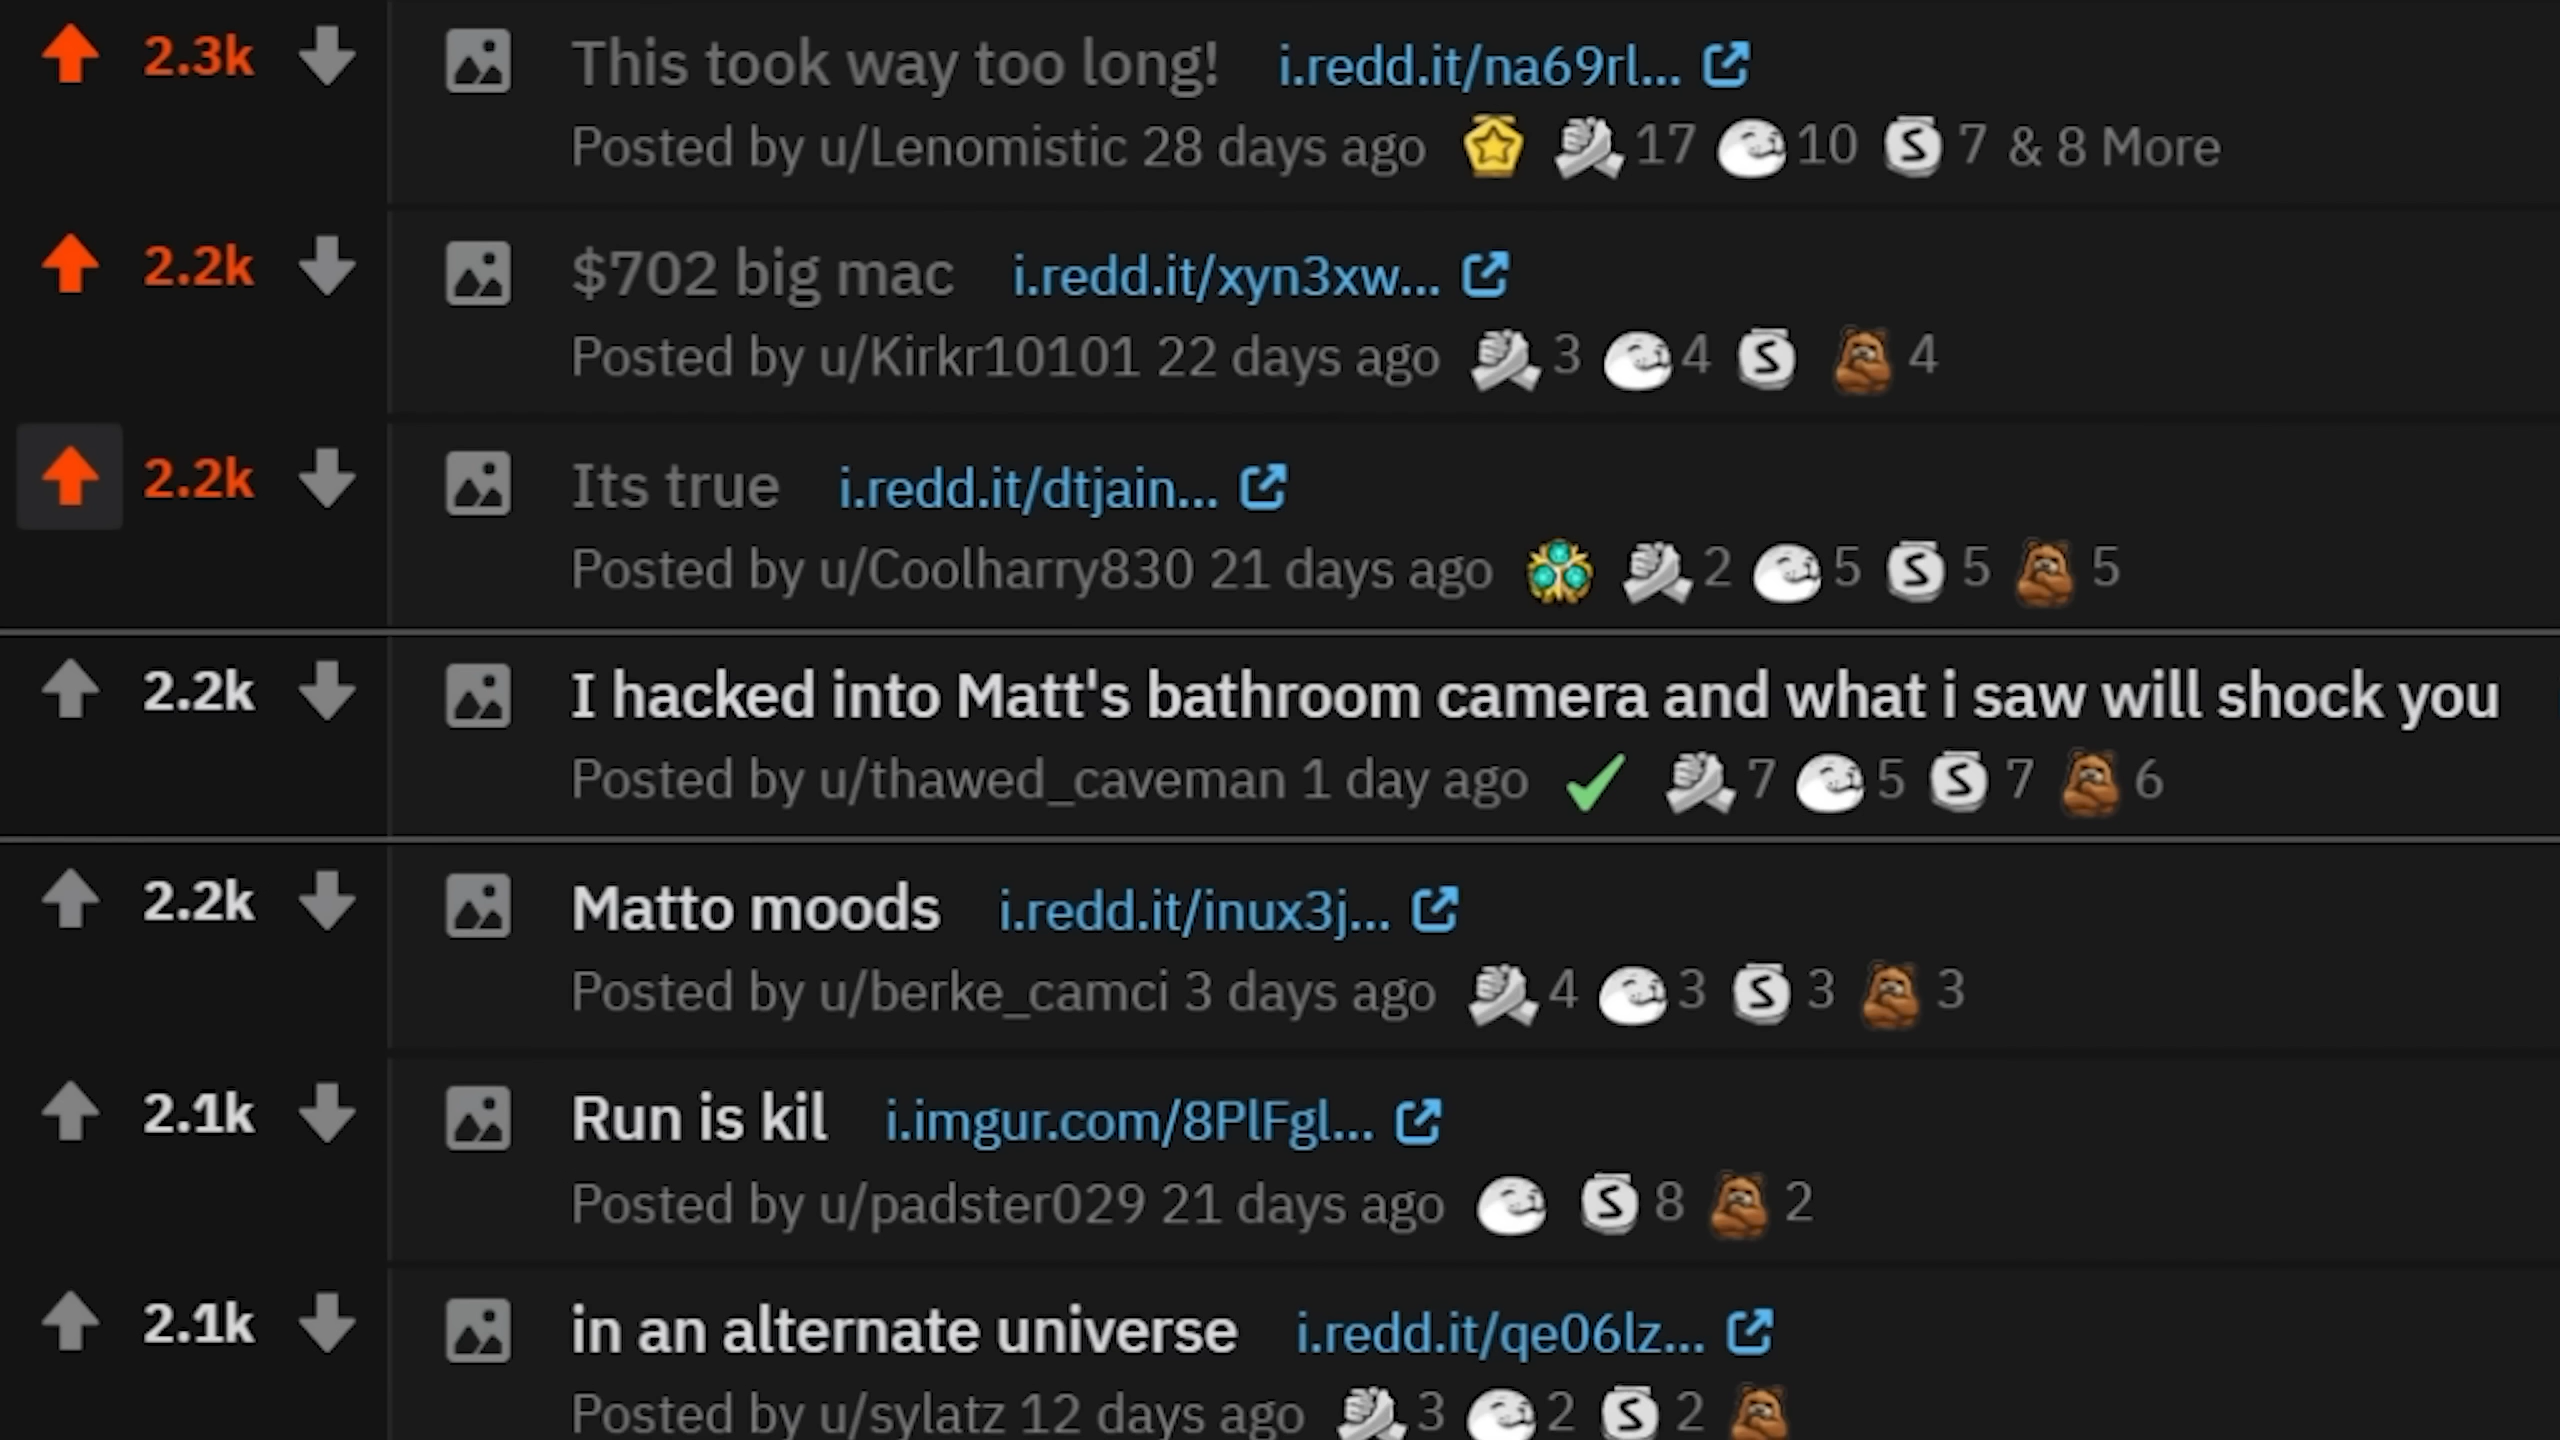 2.3k This took way too long! i.redd.it/na69rl...
Posted by u/Lenomistic 28 days ago 17 10 S 7 & 8 More
2.2k $702 big mac i.redd.it/xyn3xw...
Posted by u/Kirkr10101 22 days ago 3 4 S 4
2.2k Its true i.redd.it/dtjain...
Posted by u/Coolharry830 21 days ago 2 5 S 5 5
2.2k I hacked into Matt's bathroom camera and what i saw will shock you
Posted by u/thawed_caveman 1 day ago 7 5 S 7 6
2.2k Matto moods i.redd.it/inux3j...
Posted by u/berke_camci 3 days ago 4 3 S 3 3
2.1k Run is kil i.imgur.com/8PlFgl...
Posted by u/padster029 21 days ago S 8 2
2.1k in an alternate universe i.redd.it/qe06lz...
Posted by u/sylatz 12 days ago 3 2 S 2